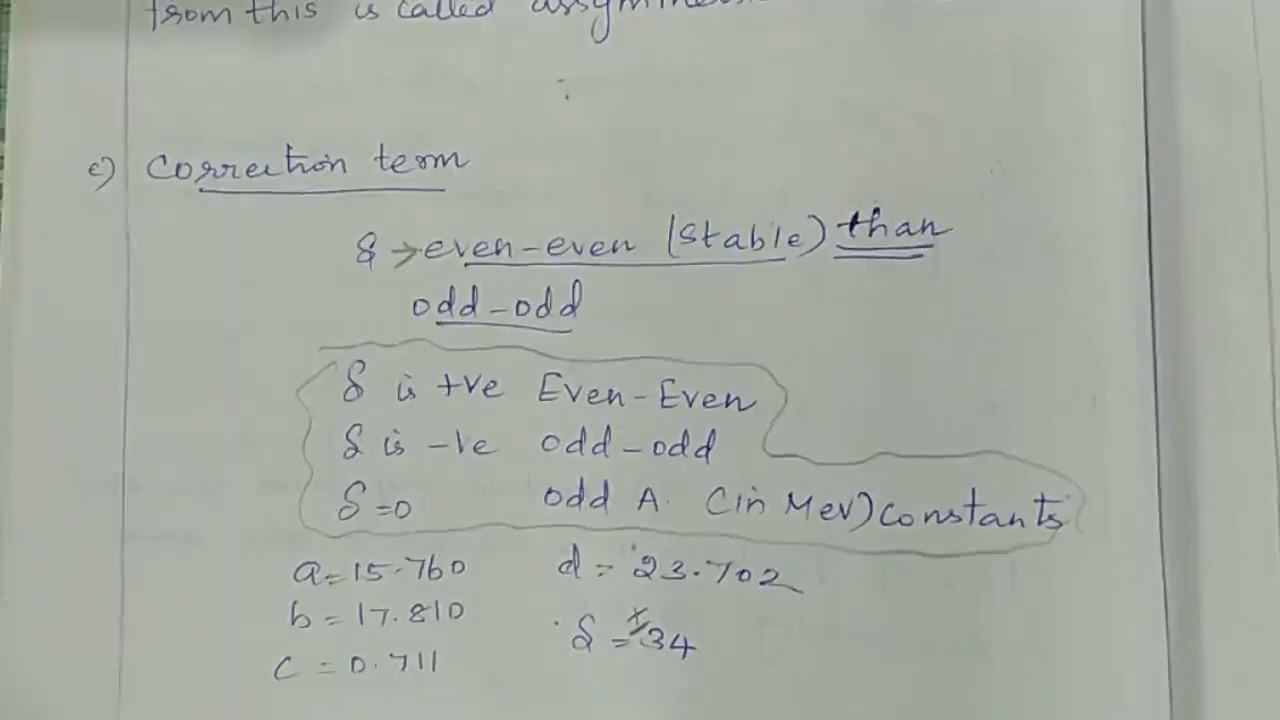 from this is called
c) Correction term
δ → even-even (stable) than
odd-odd
δ is +ve Even-Even
δ is -ve odd-odd
δ=0 odd A. (in Mev) constants
a=15.760 d = 23.702
b = 17.810 δ = ±34
c = 0.711